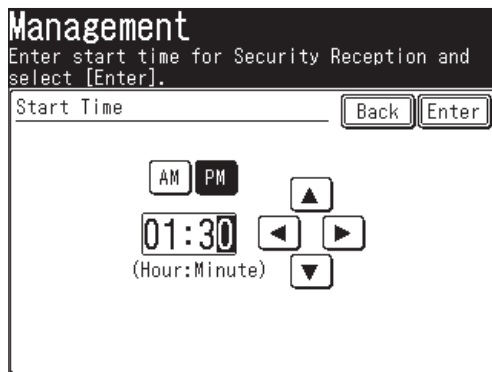 Management
Enter start time for Security Reception and
select [Enter].
Start Time
Back Enter
AM PM
01:30
(Hour:Minute)